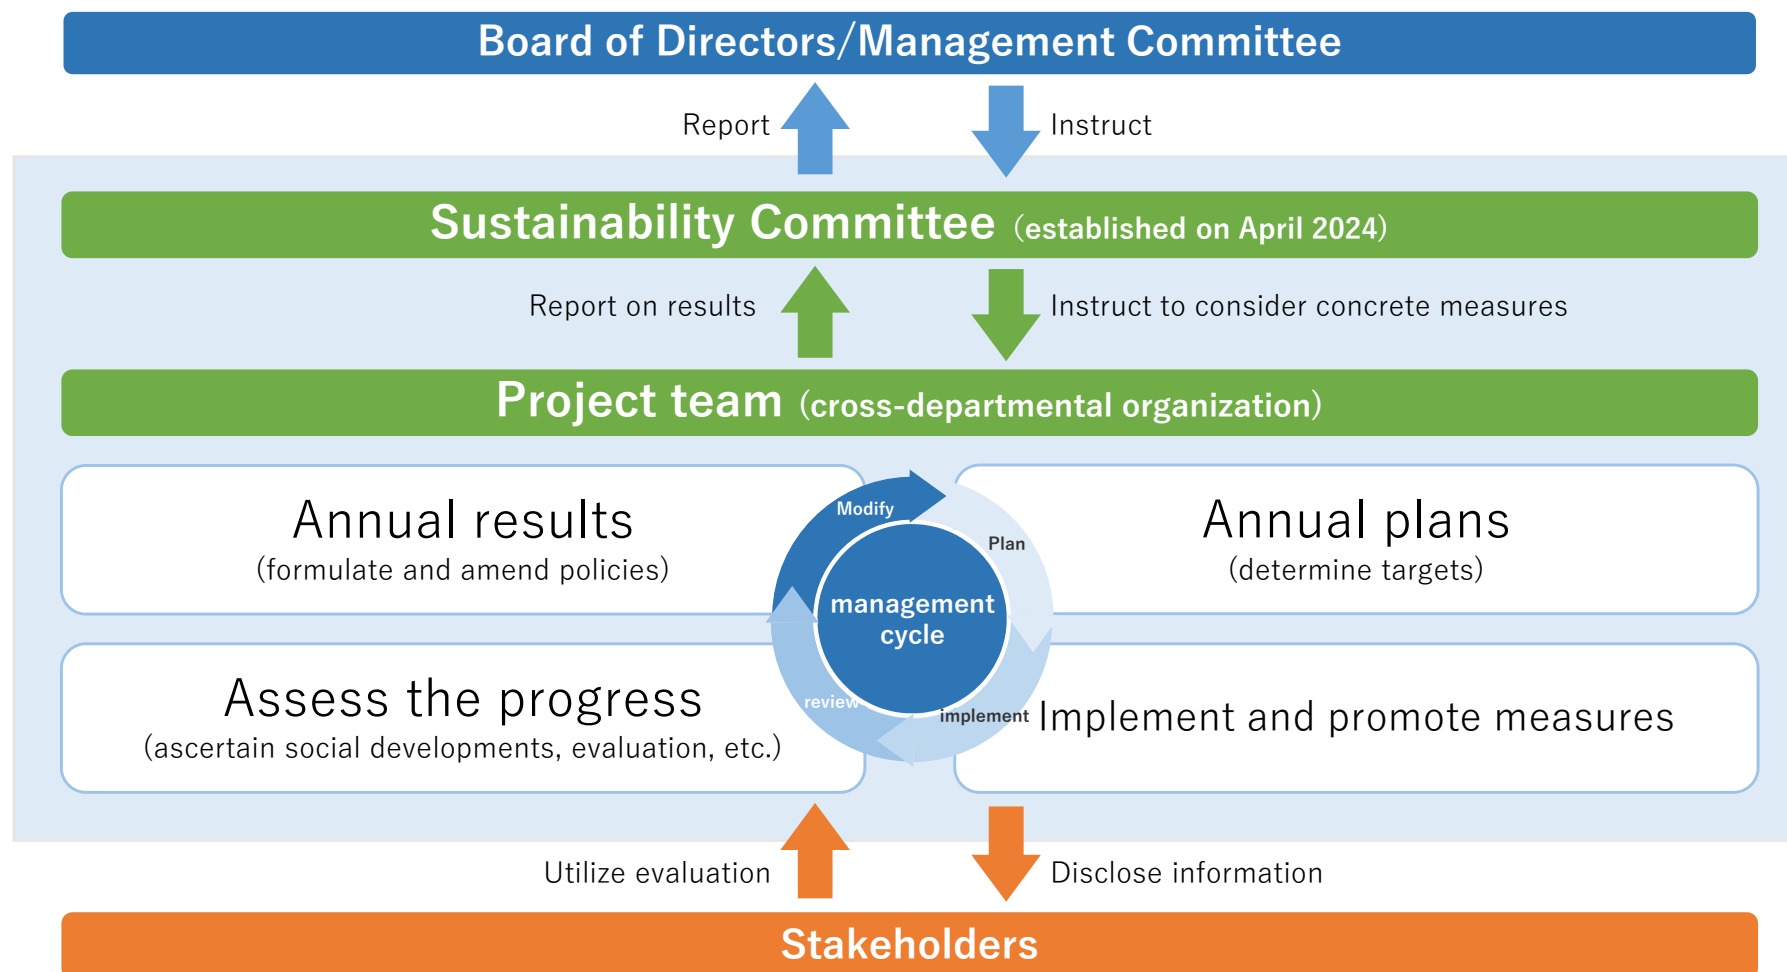 Board of Directors/Management Committee
Report
Instruct
Sustainability Committee (established on April 2024)
Report on results
Instruct to consider concrete measures
Project team (cross-departmental organization)
Annual results
(formulate and amend policies)
Modify
Plan
Annual plans
(determine targets)
management
cycle
Assess the progress
(ascertain social developments, evaluation, etc.)
review
implement
Implement and promote measures
Utilize evaluation
Disclose information
Stakeholders